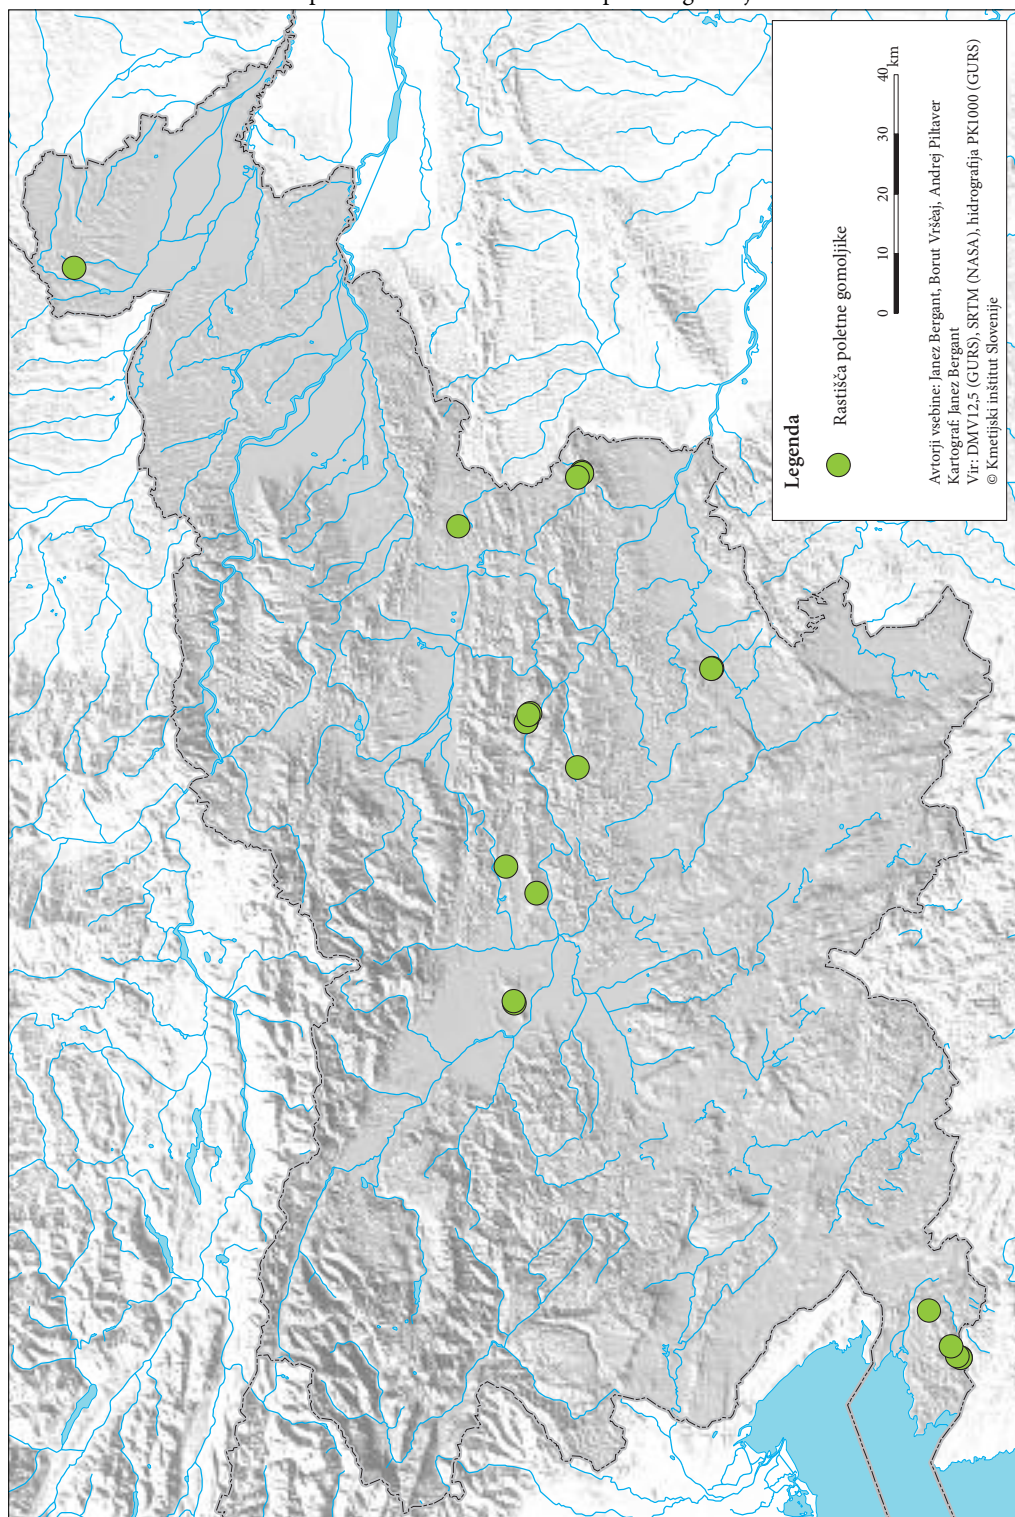 Legenda
Rastišča poletne gomoljike
0 10 20 30 40 km
Avtorji vsebine: Janez Bergant, Borut Vrščaj, Andrej Piltaver
Kartograf: Janez Bergant
Vir: DMV12,5 (GURS), SRTM (NASA), hidrografija PK1000 (GURS)
© Kmetijski inštitut Slovenije